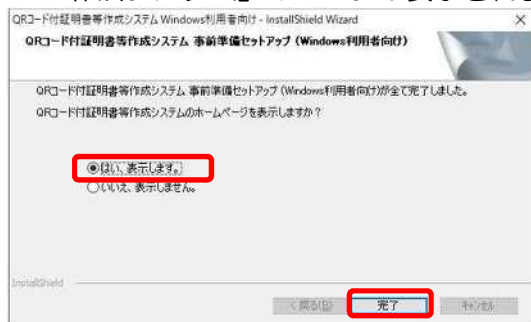 QRコード付証明書等作成システム Windows利用者向け - InstallShield Wizard
QRコード付証明書等作成システム 事前準備セットアップ (Windows利用者向け)
QRコード付証明書等作成システム 事前準備セットアップ (Windows利用者向け)が全て完了しました。
QRコード付証明書等作成システムのホームページを表示しますか?
はい、表示します。
いいえ、表示しません。
InstallShield
< 戻る(B)
完了
キャンセル